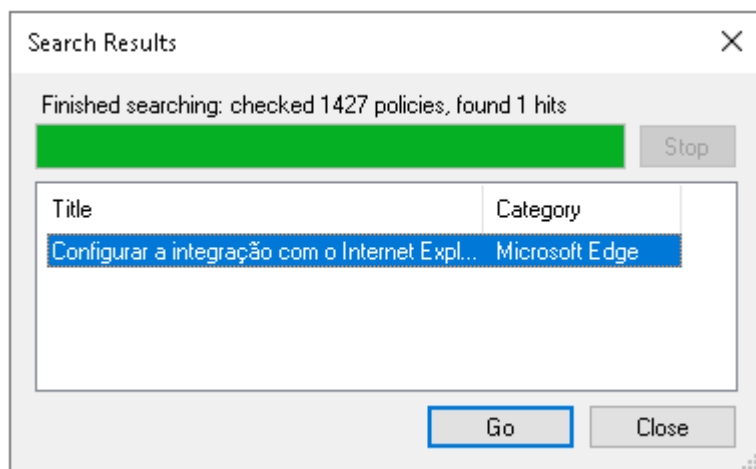 Search Results
Finished searching: checked 1427 policies, found 1 hits
Stop
Title Category
Configurar a integração com o Internet Expl... Microsoft Edge
Go Close